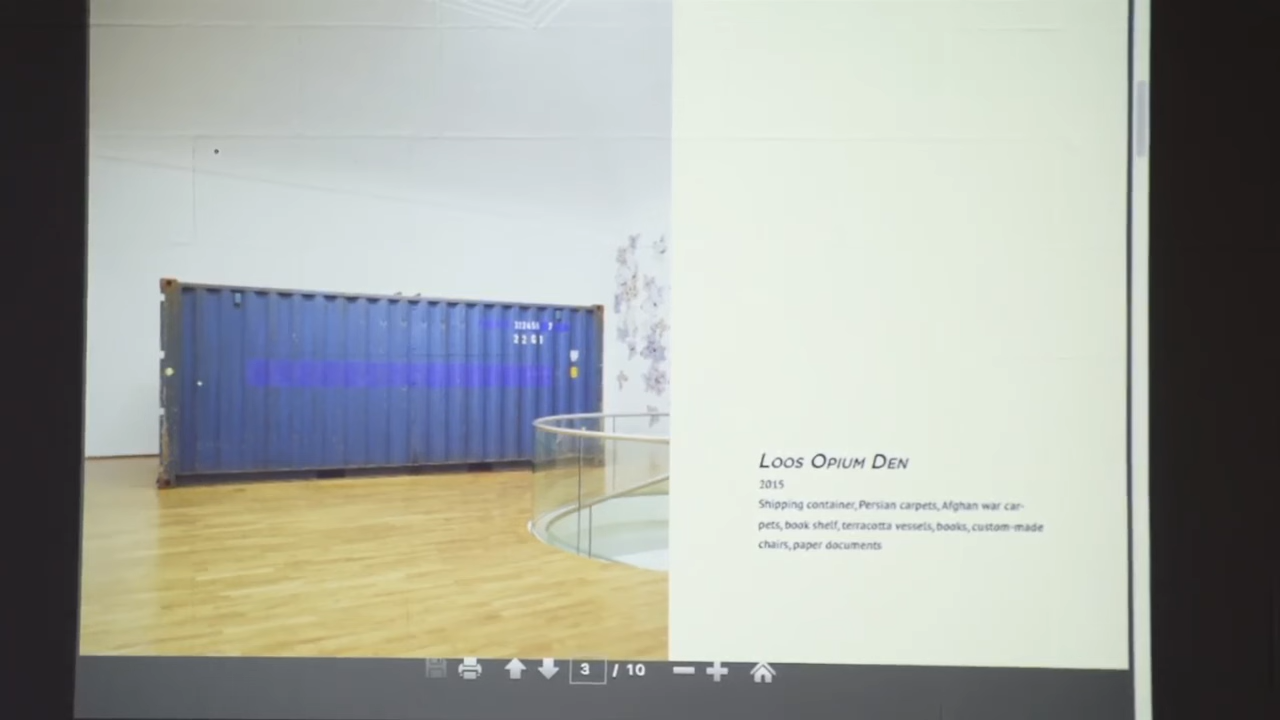 22G1
LOOS OPIUM DEN
2015
Shipping container, Persian carpets, Afghan war car-
pets, book shelf, terracotta vessels, books, custom-made
chairs, paper documents
3 / 10